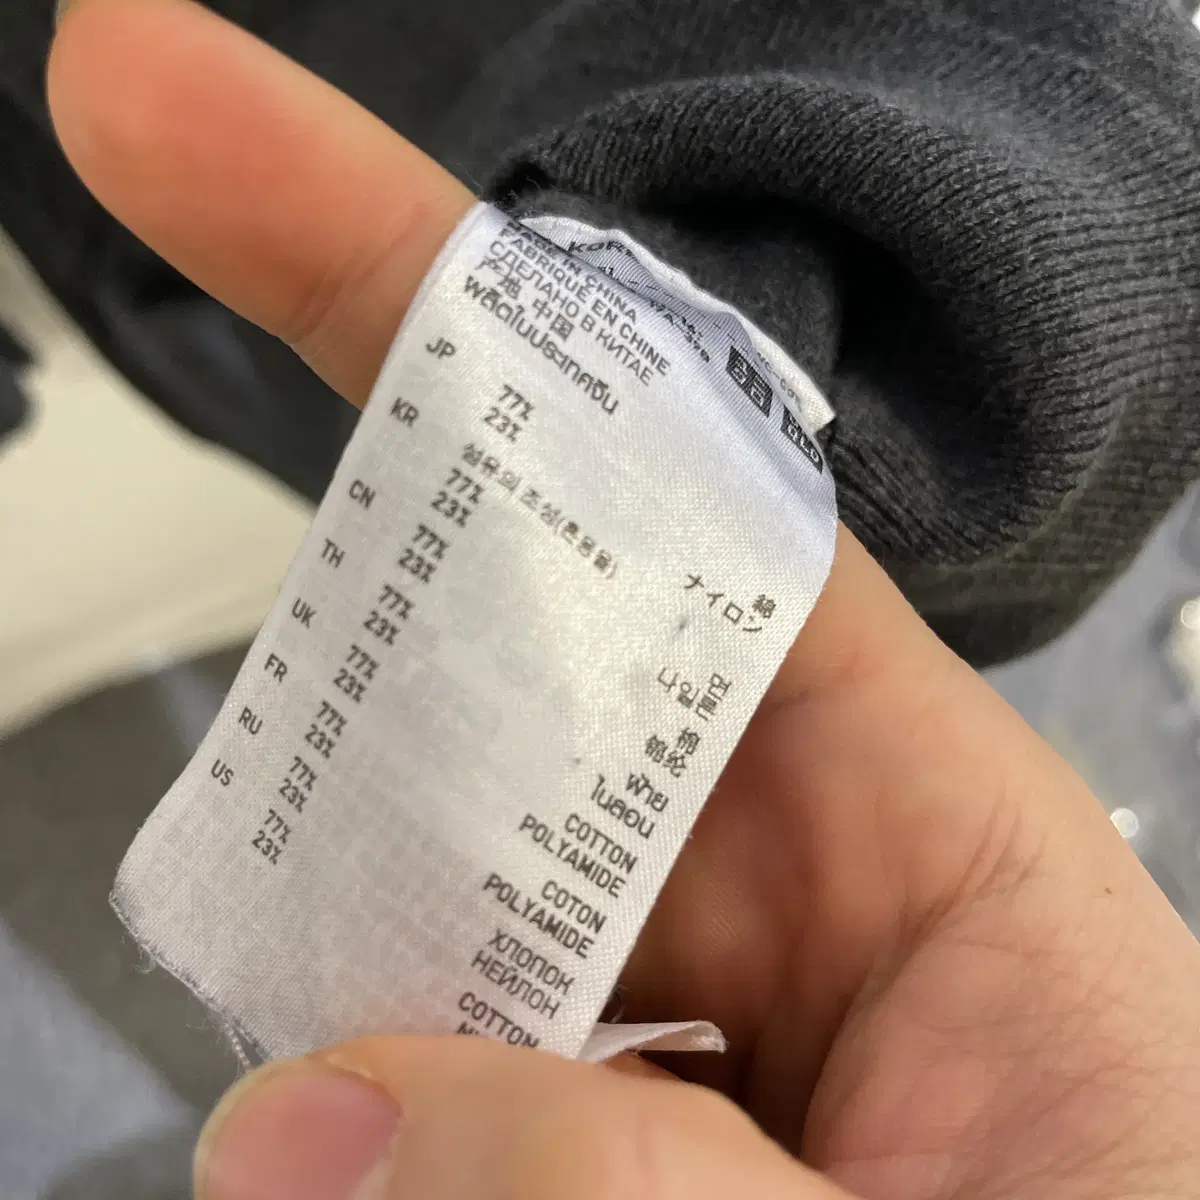 MADE IN CHINA
FABRIQUÉ EN CHINE
СДЕЛАНО В КИТАЕ
产地:中国
ผลิตในประเทศจีน
JP 77% 綿
23% ナイロン
KR 섬유의 조성(혼용율)
77% 면
23% 나일론
CN 77% 棉
23% 锦纶
TH 77% ฝ้าย
23% ไนลอน
UK 77% COTTON
23% POLYAMIDE
FR 77% COTON
23% POLYAMIDE
RU 77% ХЛОПОК
23% НЕЙЛОН
US 77% COTTON
23%